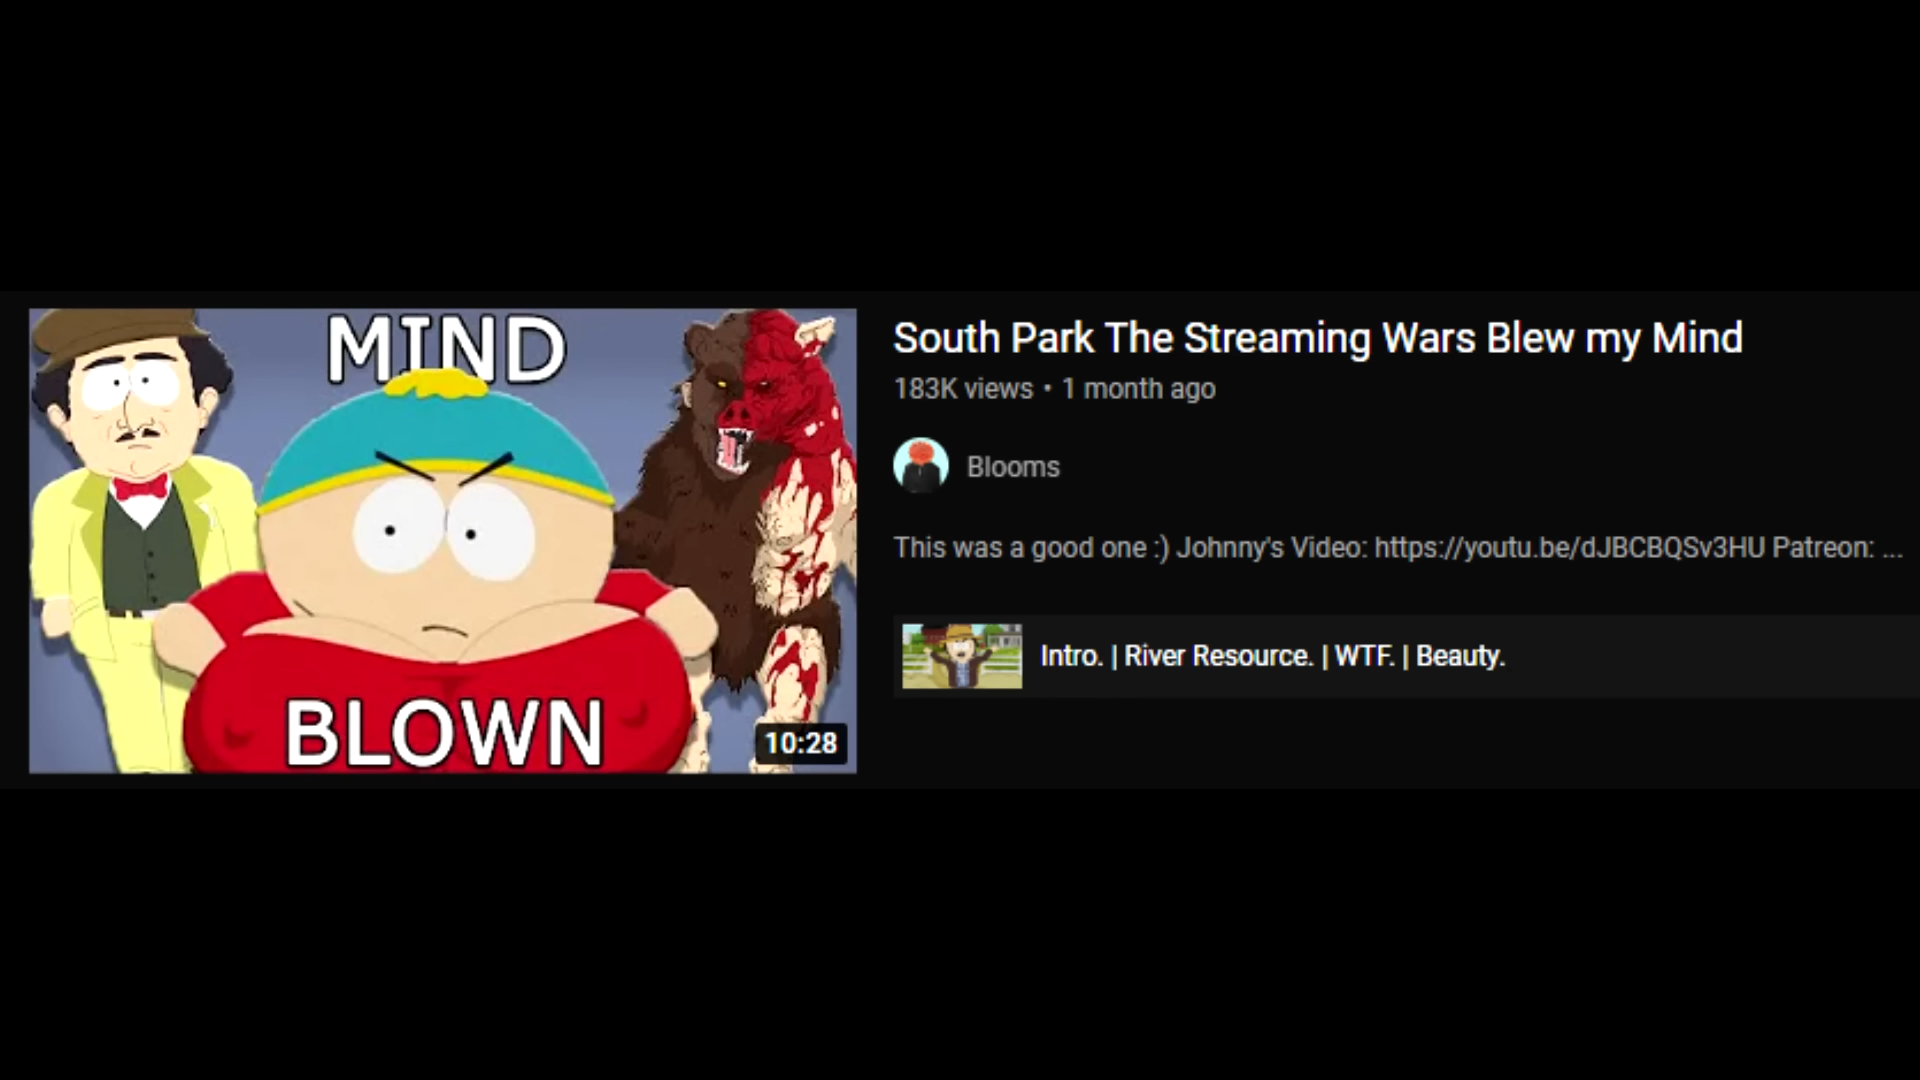 MIND
BLOWN
10:28
South Park The Streaming Wars Blew my Mind
183K views • 1 month ago
Blooms
This was a good one :) Johnny's Video: https://youtu.be/dJBCBQSv3HU Patreon: ...
Intro. | River Resource. | WTF. | Beauty.